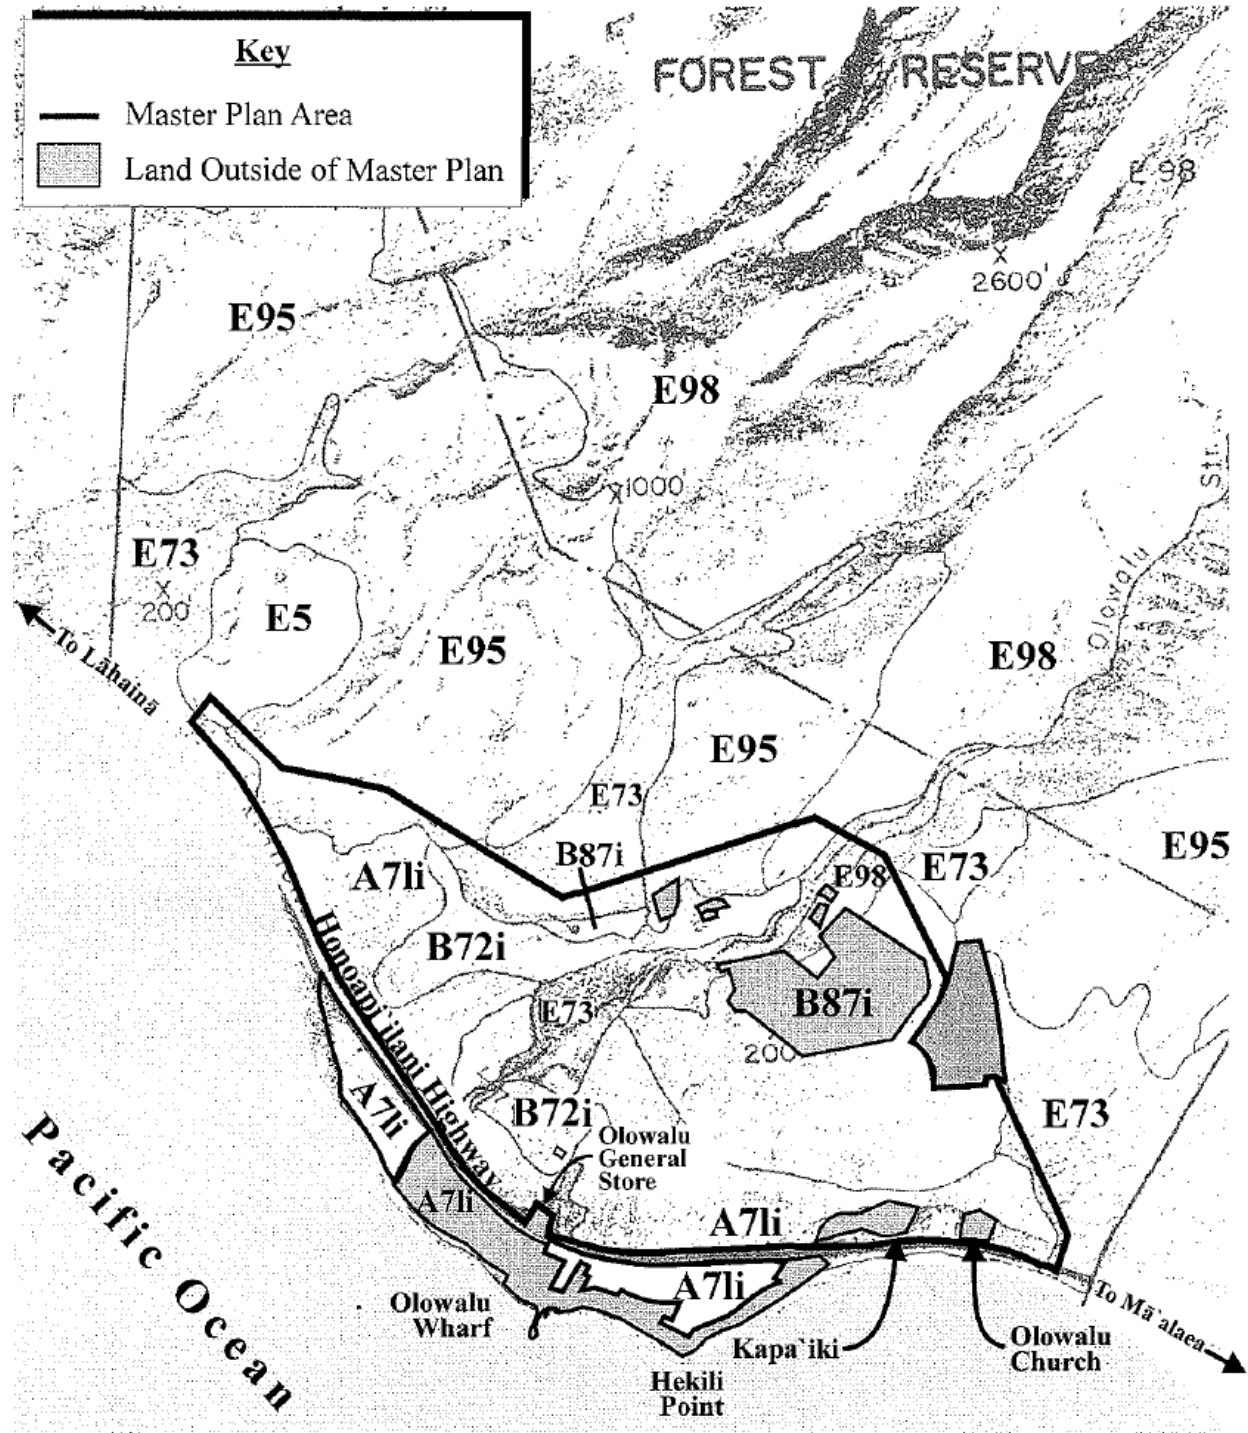 Key
Master Plan Area
Land Outside of Master Plan
FOREST RESERVE
E 98
2600'
E95
E98
1000'
Str.
E73
200'
E5
Olowalu
E95
E98
To Lāhainā
E95
E73
E95
B87i
E73
A7li
E98
B72i
Honoapi`ilani Highway
B87i
E73
200
A7li
B72i
E73
Olowalu
General
Store
Pacific Ocean
A7li
A7li
A7li
To Mā`alaea
Olowalu
Wharf
Kapa`iki
Olowalu
Church
Hekili
Point